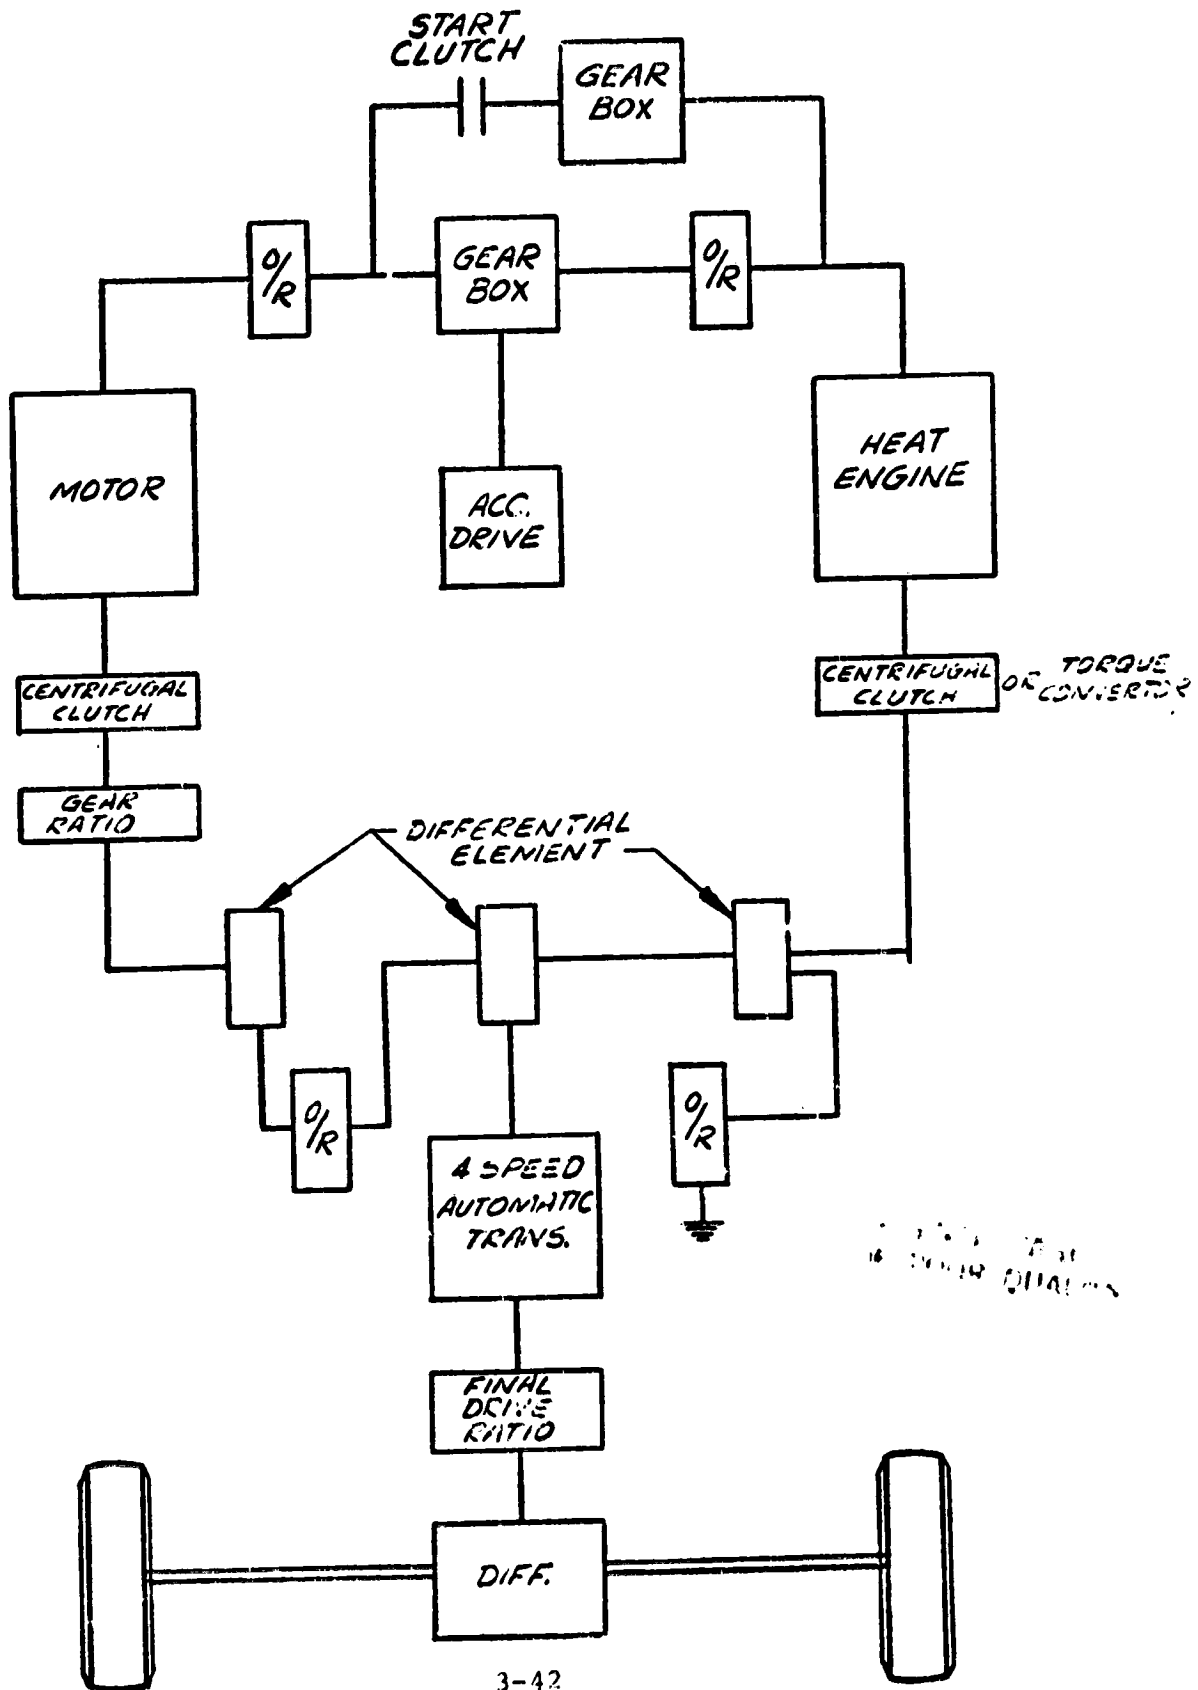 START
CLUTCH
GEAR
BOX
O/R
GEAR
BOX
O/R
MOTOR
ACC.
DRIVE
HEAT
ENGINE
CENTRIFUGAL
CLUTCH
CENTRIFUGAL
CLUTCH
OR TORQUE
CONVERTOR
GEAR
RATIO
DIFFERENTIAL
ELEMENT
O/R
O/R
4 SPEED
AUTOMATIC
TRANS.
FINAL
DRIVE
RATIO
DIFF.
3-42